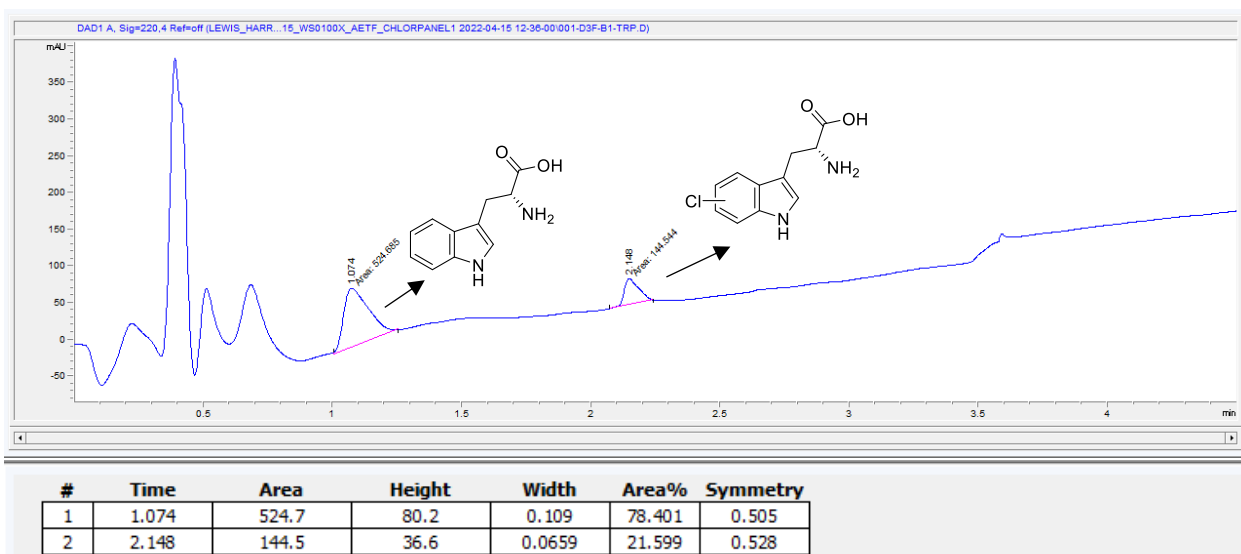 DAD1 A, Sig=220,4 Ref=off (LEWIS_HARR...15_WS0100X_AETF_CHLORPANEL1 2022-04-15 12-36-00\001-D3F-B1-TRP.D)
mAU
350
300
250
200
150
100
50
0
-50
1.074
Area: 524.685
O
OH
NH2
N
H
2.148
Area: 144.544
O
OH
NH2
Cl
N
H
0.5 1 1.5 2 2.5 3 3.5 4 min
# Time Area Height Width Area% Symmetry
1 1.074 524.7 80.2 0.109 78.401 0.505
2 2.148 144.5 36.6 0.0659 21.599 0.528